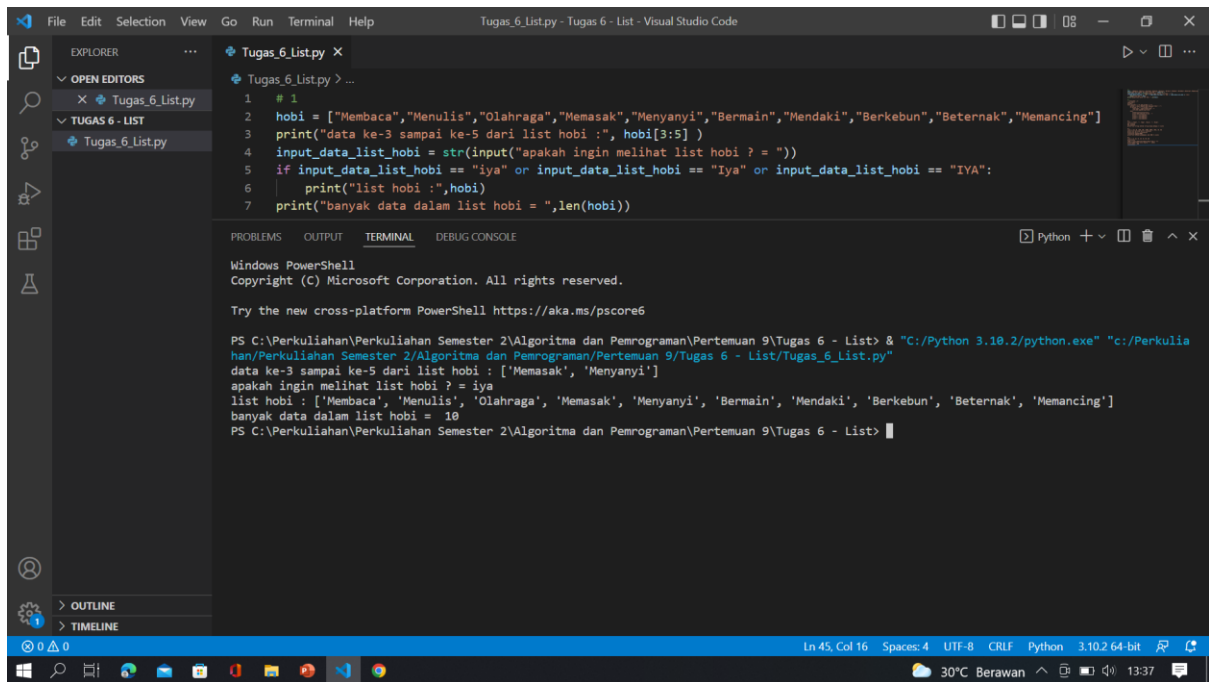 File Edit Selection View Go Run Terminal Help Tugas_6_List.py - Tugas 6 - List - Visual Studio Code
EXPLORER ...
OPEN EDITORS
Tugas_6_List.py
TUGAS 6 - LIST
Tugas_6_List.py
OUTLINE
TIMELINE
Tugas_6_List.py
Tugas_6_List.py > ...
1 # 1
2 hobi = ["Membaca","Menulis","Olahraga","Memasak","Menyanyi","Bermain","Mendaki","Berkebun","Beternak","Memancing"]
3 print("data ke-3 sampai ke-5 dari list hobi :", hobi[3:5] )
4 input_data_list_hobi = str(input("apakah ingin melihat list hobi ? = "))
5 if input_data_list_hobi == "iya" or input_data_list_hobi == "Iya" or input_data_list_hobi == "IYA":
6 print("list hobi :",hobi)
7 print("banyak data dalam list hobi = ",len(hobi))
PROBLEMS OUTPUT TERMINAL DEBUG CONSOLE Python
Windows PowerShell
Copyright (C) Microsoft Corporation. All rights reserved.
Try the new cross-platform PowerShell https://aka.ms/pscore6
PS C:\Perkuliahan\Perkuliahan Semester 2\Algoritma dan Pemrograman\Pertemuan 9\Tugas 6 - List> & "C:/Python 3.10.2/python.exe" "c:/Perkulia
han/Perkuliahan Semester 2/Algoritma dan Pemrograman/Pertemuan 9/Tugas 6 - List/Tugas_6_List.py"
data ke-3 sampai ke-5 dari list hobi : ['Memasak', 'Menyanyi']
apakah ingin melihat list hobi ? = iya
list hobi : ['Membaca', 'Menulis', 'Olahraga', 'Memasak', 'Menyanyi', 'Bermain', 'Mendaki', 'Berkebun', 'Beternak', 'Memancing']
banyak data dalam list hobi =  10
PS C:\Perkuliahan\Perkuliahan Semester 2\Algoritma dan Pemrograman\Pertemuan 9\Tugas 6 - List>
1
0 0 Ln 45, Col 16 Spaces: 4 UTF-8 CRLF Python 3.10.2 64-bit
30°C Berawan 13:37